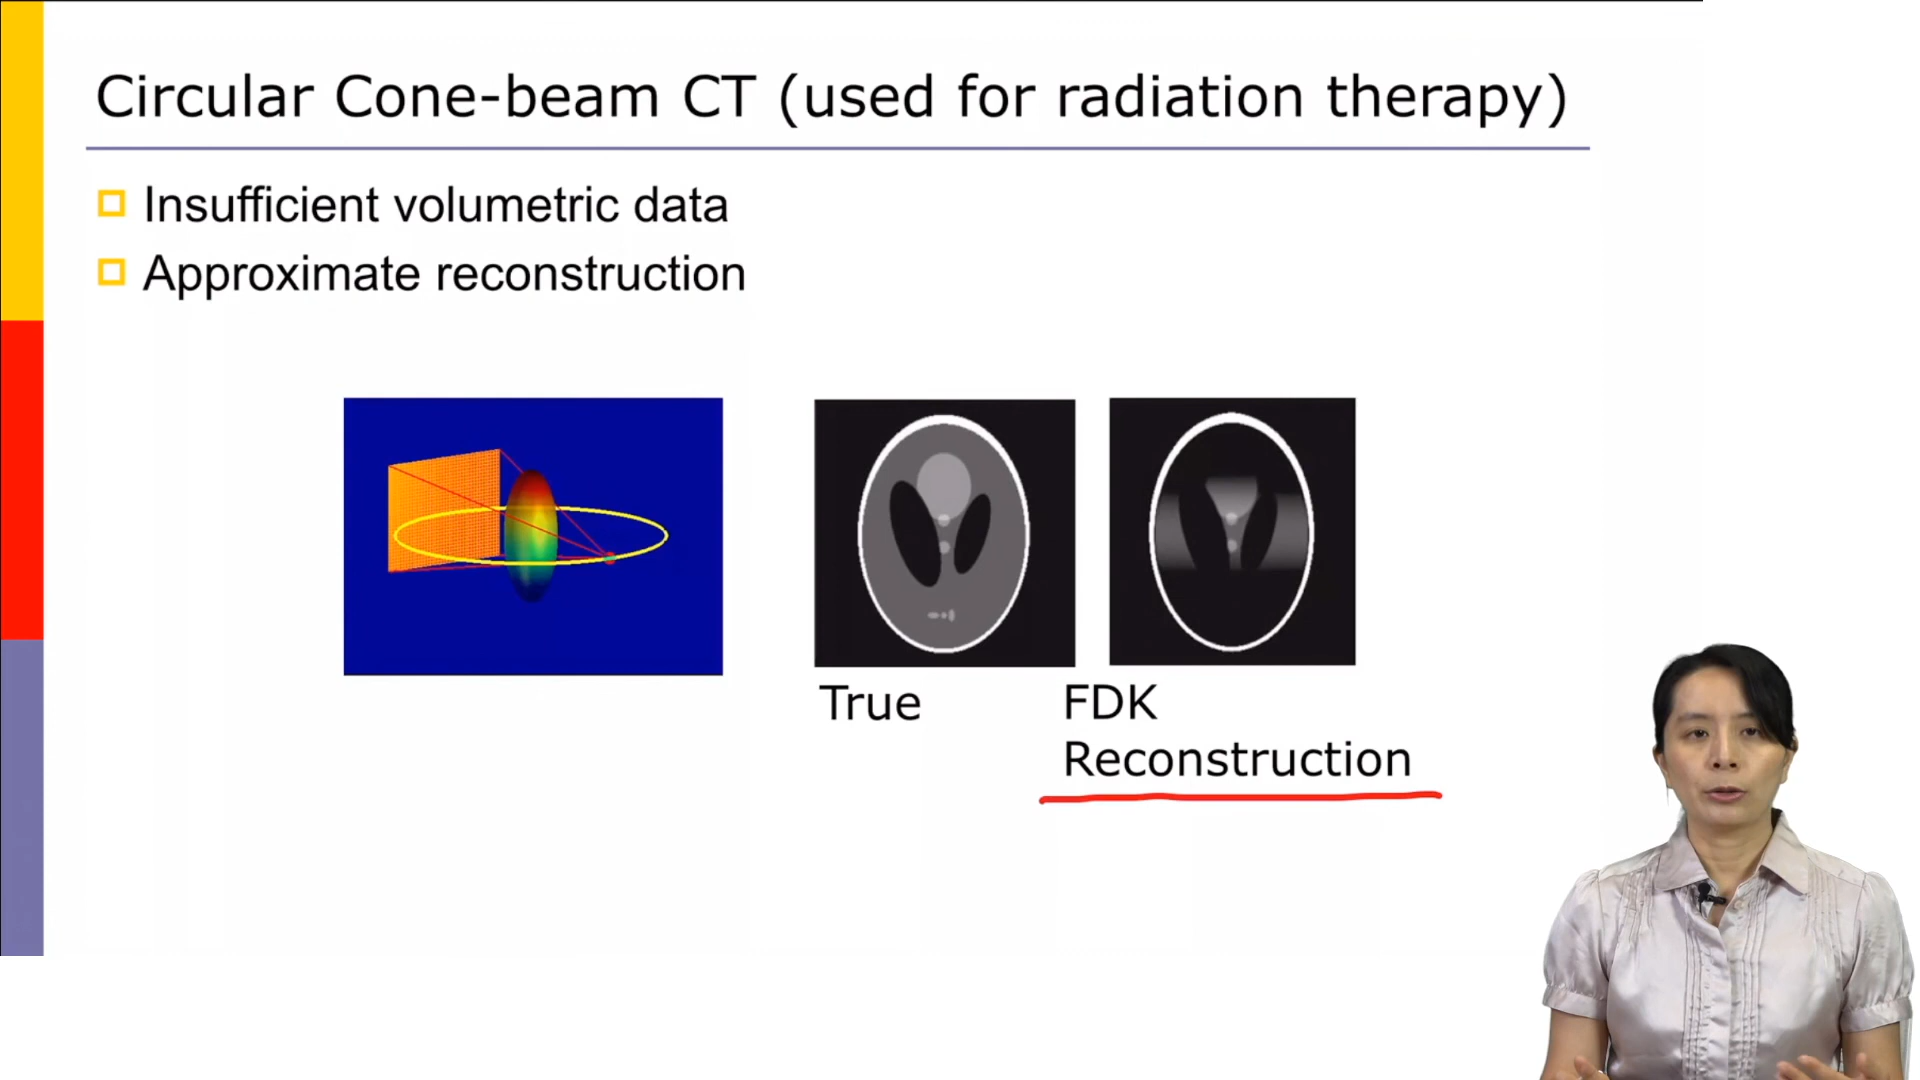 Circular Cone-beam CT (used for radiation therapy)
Insufficient volumetric data
Approximate reconstruction
True
FDK
Reconstruction